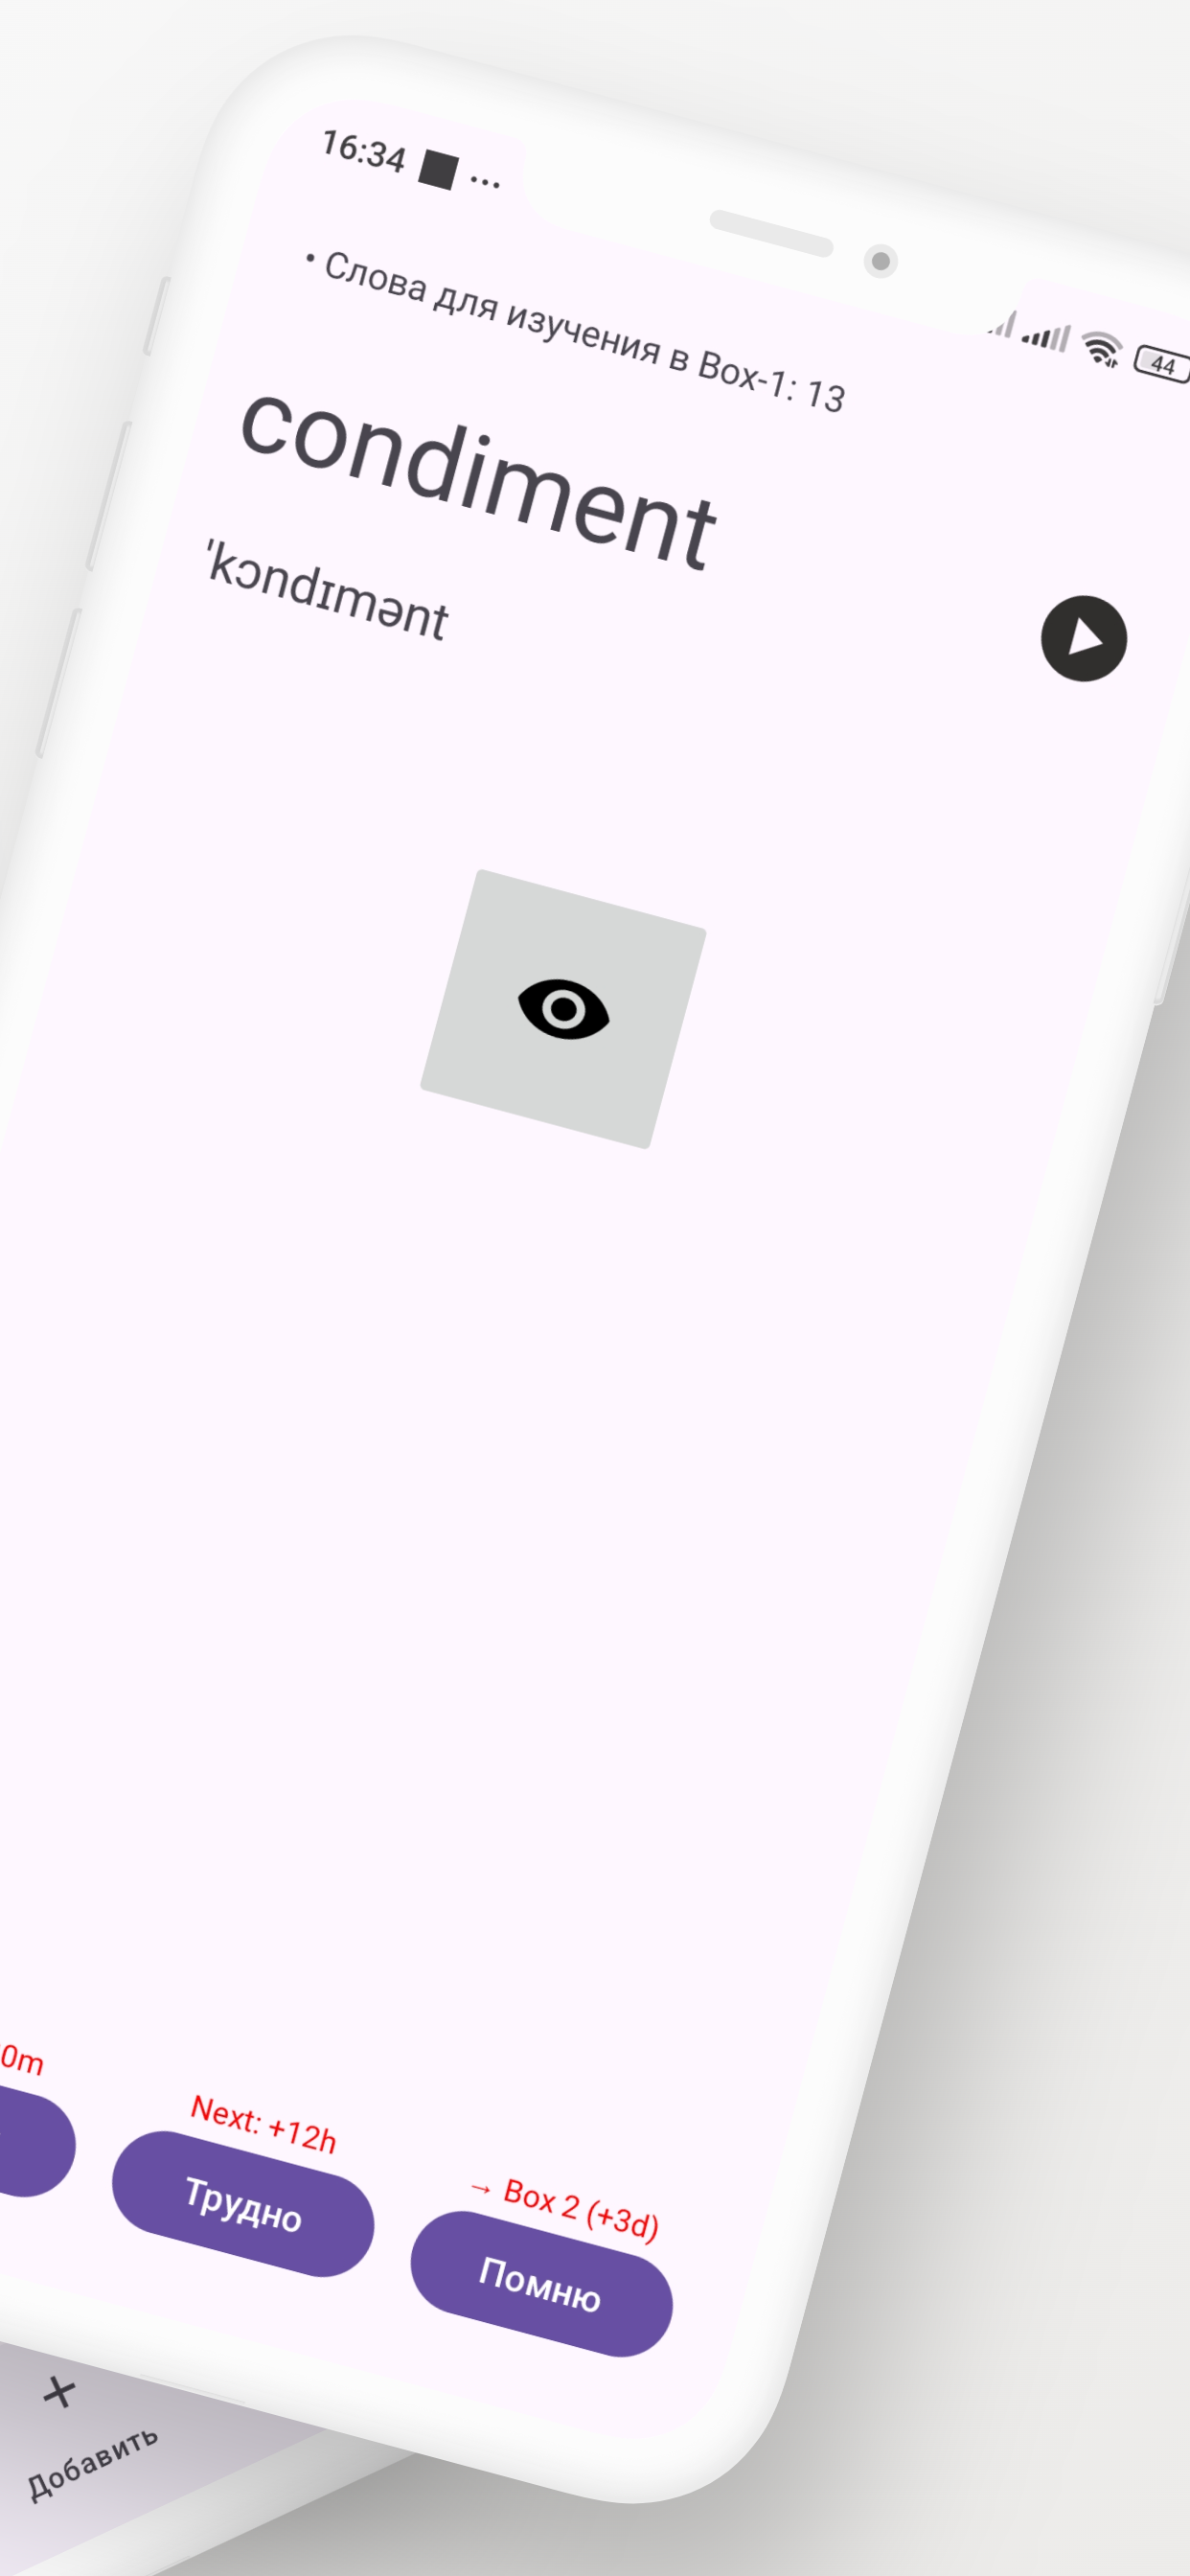 16:34 ...
44
• Слова для изучения в Box-1: 13
condiment
'kɔndɪmənt
0m
Next: +12h
→ Box 2 (+3d)
Трудно
Помню
+
Добавить